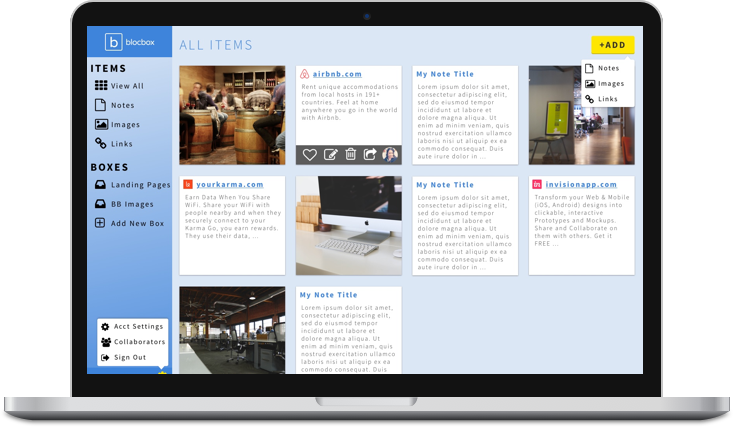 blocbox
ALL ITEMS
+ADD
Notes
Images
Links
ITEMS
View All
Notes
Images
Links
BOXES
Landing Pages
BB Images
Add New Box
Acct Settings
Collaborators
Sign Out
airbnb.com
Rent unique accommodations
from local hosts in 191+
countries. Feel at home
anywhere you go in the world
with Airbnb.
My Note Title
Lorem ipsum dolor sit amet,
consectetur adipiscing elit,
sed do eiusmod tempor
incididunt ut labore et
dolore magna aliqua. Ut
enim ad minim veniam, quis
nostrud exercitation ullamco
laboris nisi ut aliquip ex ea
commodo consequat. Duis
aute irure dolor in ...
yourkarma.com
Earn Data When You Share
WiFi. Share your WiFi with
people nearby and when they
securely connect to your
Karma Go, you earn rewards.
They use their data, ...
My Note Title
Lorem ipsum dolor sit amet,
consectetur adipiscing elit,
sed do eiusmod tempor
incididunt ut labore et
dolore magna aliqua. Ut
enim ad minim veniam, quis
nostrud exercitation ullamco
laboris nisi ut aliquip ex ea
commodo consequat. Duis
aute irure dolor in ...
in
invisionapp.com
Transform your Web & Mobile
(iOS, Android) designs into
clickable, interactive
Prototypes and Mockups.
Share and Collaborate on
them with others. Get it
FREE ...
My Note Title
Lorem ipsum dolor sit amet,
consectetur adipiscing elit,
sed do eiusmod tempor
incididunt ut labore et
dolore magna aliqua. Ut
enim ad minim veniam, quis
nostrud exercitation ullamco
laboris nisi ut aliquip ex ea
commodo consequat. Duis